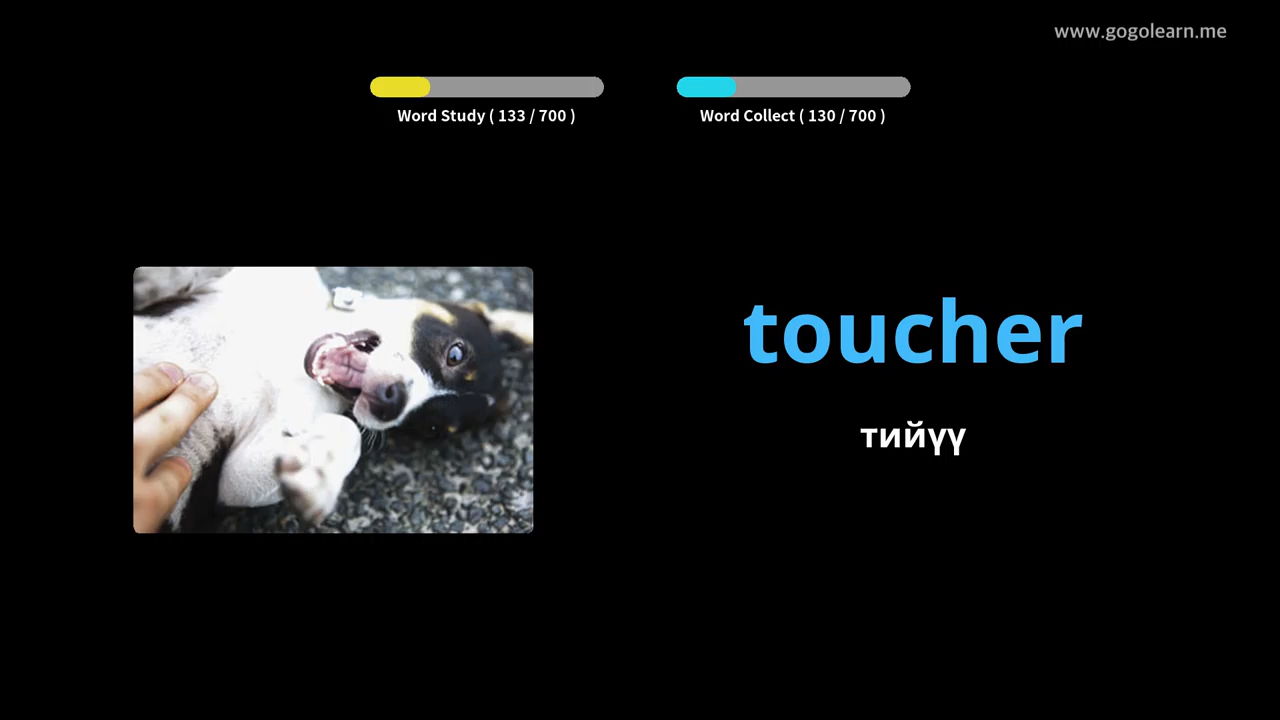 www.gogolearn.me
Word Study ( 133 / 700 )
Word Collect ( 130 / 700 )
toucher
тийүү